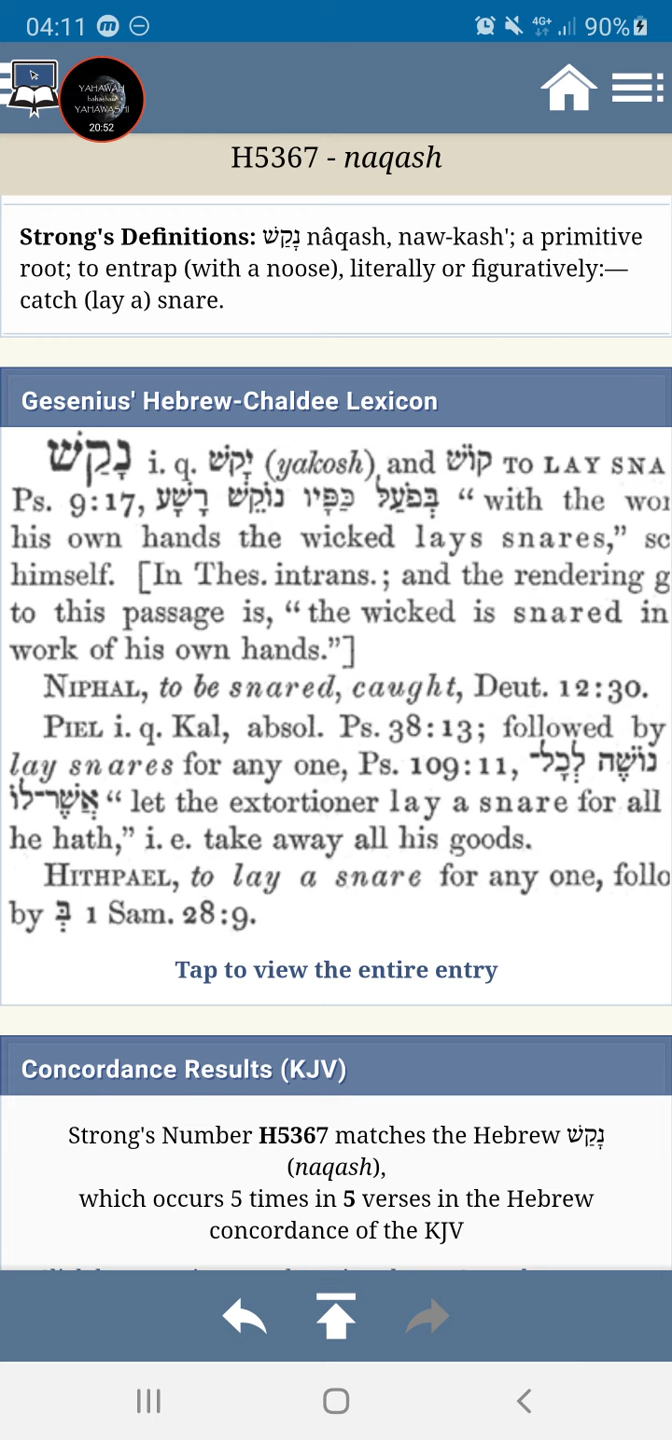 04:11 m 4G+ 90%
YAHAWAH
bahasham
YAHAWASHI
20:52
H5367 - naqash
Strong's Definitions: נָקַשׁ nâqash, naw-kash'; a primitive
root; to entrap (with a noose), literally or figuratively:—
catch (lay a) snare.
Gesenius' Hebrew-Chaldee Lexicon
נָקַשׁ i. q. יָקֹשׁ (yakosh) and קוֹשׁ TO LAY SNA
Ps. 9:17, בְּפֹעַל כַּפָּיו נוֹקֵשׁ רָשָׁע “with the wor
his own hands the wicked lays snares,” sc
himself. [In Thes. intrans.; and the rendering g
to this passage is, “the wicked is snared in
work of his own hands.”]
NIPHAL, to be snared, caught, Deut. 12:30.
PIEL i. q. Kal, absol. Ps. 38:13; followed by
lay snares for any one, Ps. 109:11, נוֹשֶׁה לְכָל־
אֲשֶׁר־לוֹ “let the extortioner lay a snare for all
he hath,” i. e. take away all his goods.
HITHPAEL, to lay a snare for any one, follo
by בְּ 1 Sam. 28:9.
Tap to view the entire entry
Concordance Results (KJV)
Strong's Number H5367 matches the Hebrew נָקַשׁ
(naqash),
which occurs 5 times in 5 verses in the Hebrew
concordance of the KJV